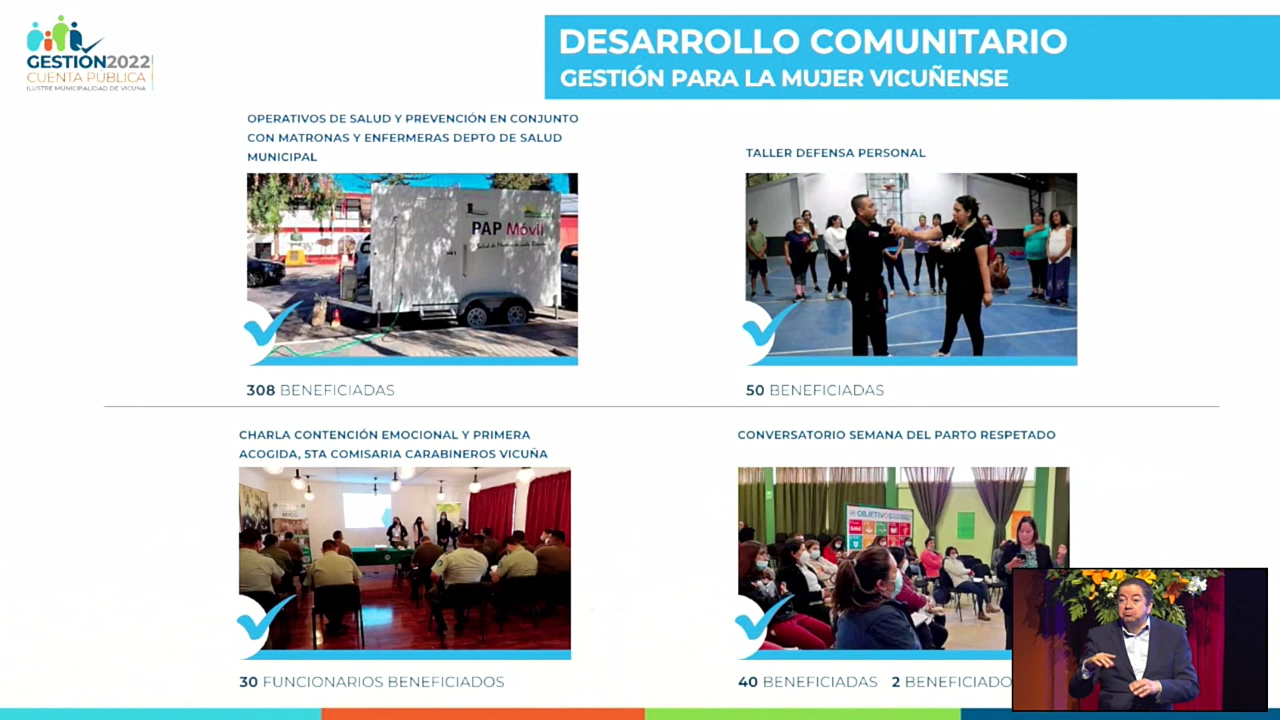 GESTION2022
CUENTA PÚBLICA
ILUSTRE MUNICIPALIDAD DE VICUÑA
DESARROLLO COMUNITARIO
GESTIÓN PARA LA MUJER VICUÑENSE
OPERATIVOS DE SALUD Y PREVENCIÓN EN CONJUNTO
CON MATRONAS Y ENFERMERAS DEPTO DE SALUD
MUNICIPAL
PAP Móvil
308 BENEFICIADAS
TALLER DEFENSA PERSONAL
50 BENEFICIADAS
CHARLA CONTENCIÓN EMOCIONAL Y PRIMERA
ACOGIDA, 5TA COMISARIA CARABINEROS VICUÑA
30 FUNCIONARIOS BENEFICIADOS
CONVERSATORIO SEMANA DEL PARTO RESPETADO
OBJETIVOS
40 BENEFICIADAS 2 BENEFICIADO